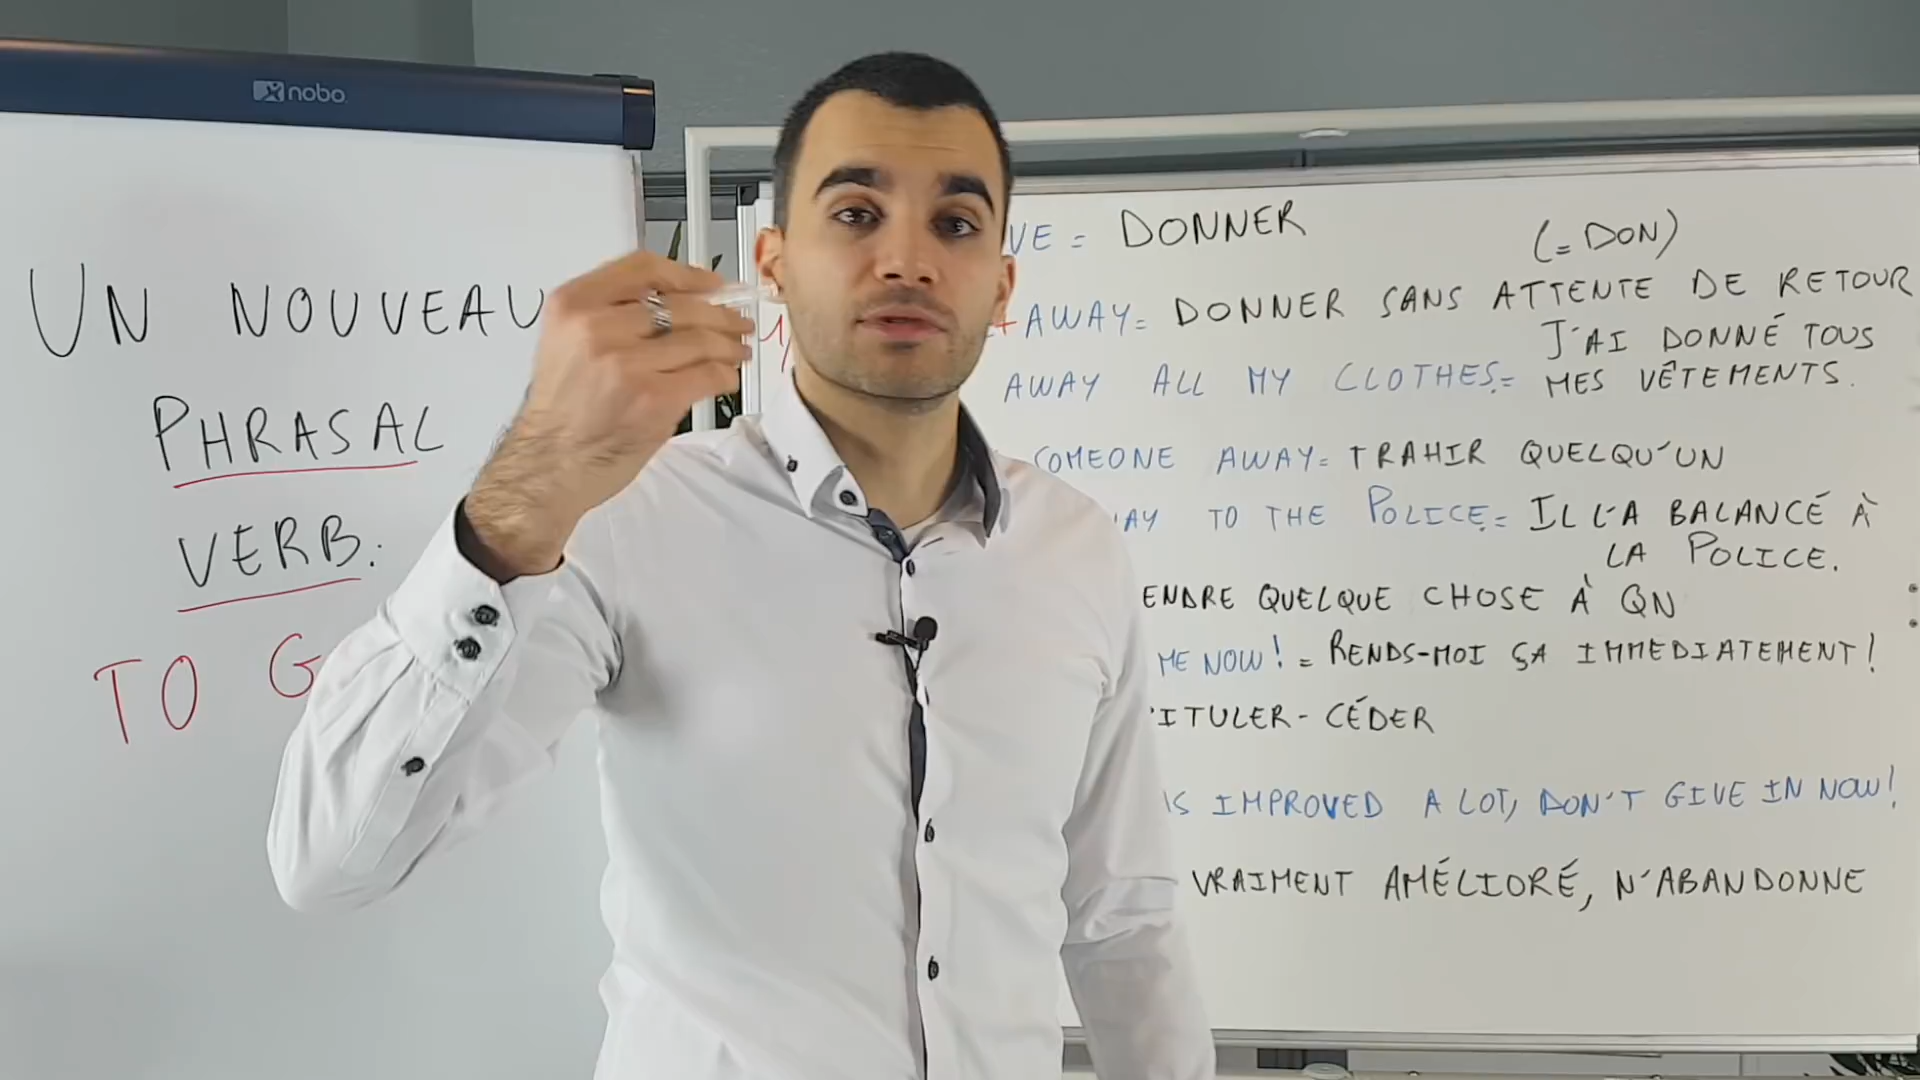 nobo
UN NOUVEAU
PHRASAL
VERB.
TO G
VE = DONNER (= DON)
+ AWAY= DONNER SANS ATTENTE DE RETOUR
AWAY ALL MY CLOTHES.= J'AI DONNÉ TOUS
MES VÊTEMENTS.
SOMEONE AWAY= TRAHIR QUELQU'UN
AY TO THE POLICE.= IL L'A BALANCÉ À
LA POLICE.
ENDRE QUELQUE CHOSE À QN
ME NOW! = RENDS-MOI ÇA IMMEDIATEMENT!
ITULER - CÉDER
IS IMPROVED A LOT, DON'T GIVE IN NOW!
VRAIMENT AMÉLIORÉ, N'ABANDONNE